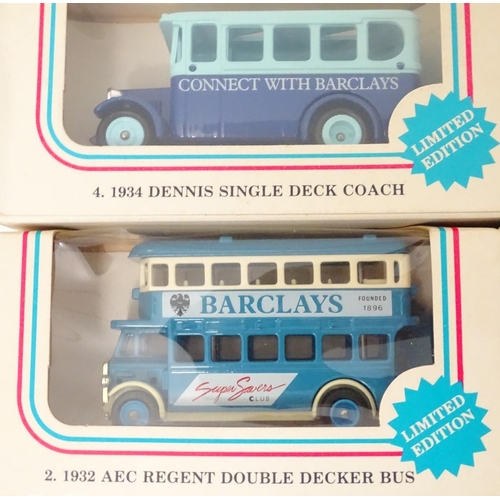 CONNECT WITH BARCLAYS
LIMITED
EDITION
4. 1934 DENNIS SINGLE DECK COACH
BARCLAYS
FOUNDED
1896
Super Savers
CLUB
LIMITED
EDITION
2. 1932 AEC REGENT DOUBLE DECKER BUS